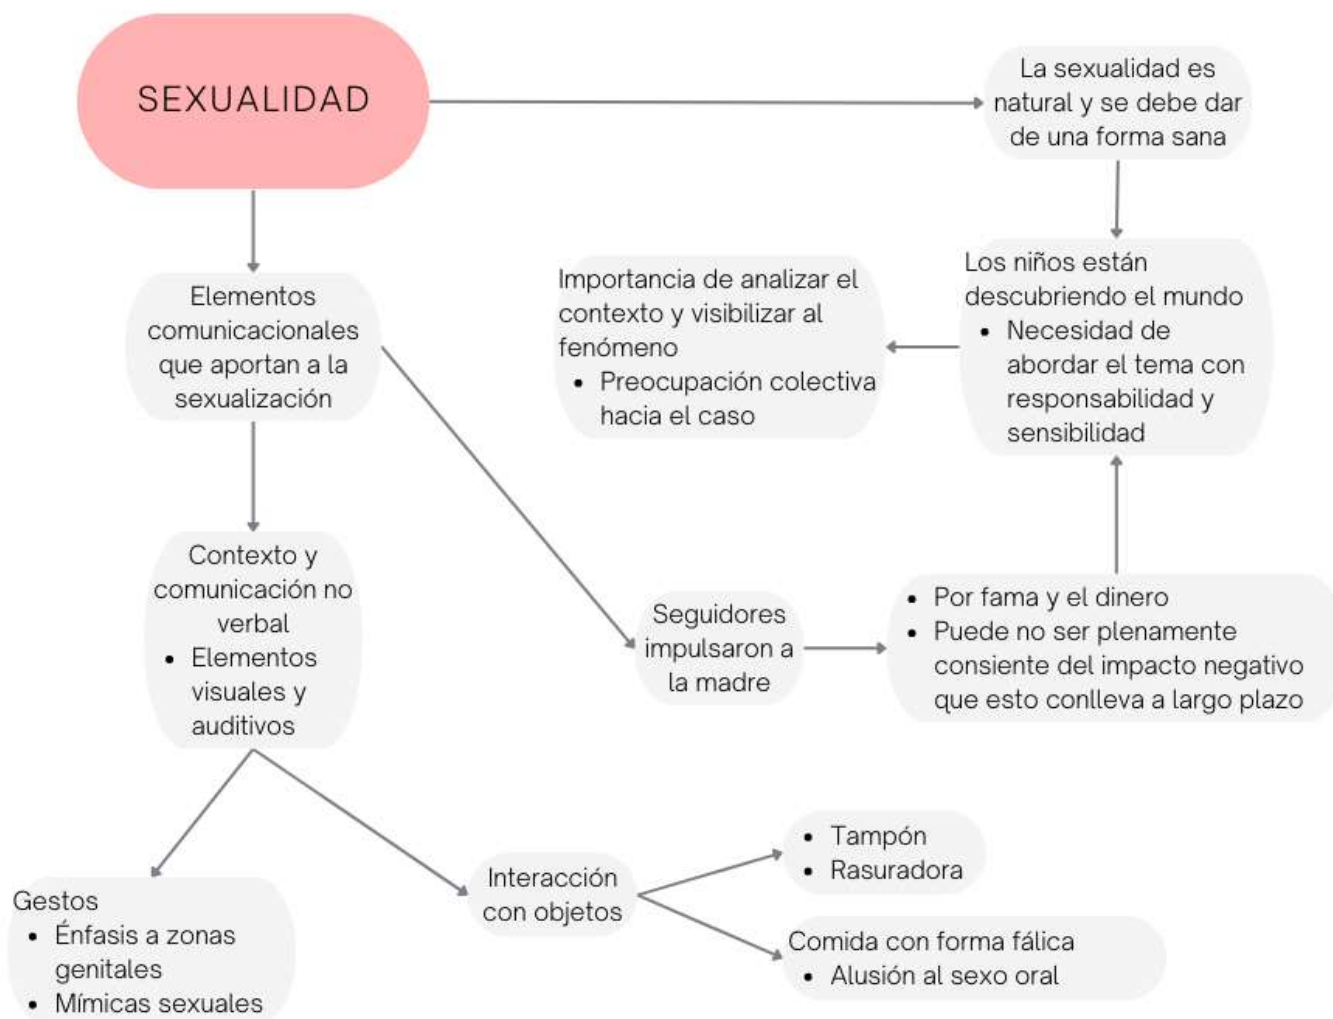 SEXUALIDAD
La sexualidad es
natural y se debe dar
de una forma sana
Elementos
comunicacionales
que aportan a la
sexualización
Importancia de analizar el
contexto y visibilizar al
fenómeno
• Preocupación colectiva
hacia el caso
Los niños están
descubriendo el mundo
• Necesidad de
abordar el tema con
responsabilidad y
sensibilidad
Contexto y
comunicación no
verbal
• Elementos
visuales y
auditivos
Seguidores
impulsaron a
la madre
• Por fama y el dinero
• Puede no ser plenamente
consiente del impacto negativo
que esto conlleva a largo plazo
Gestos
• Énfasis a zonas
genitales
• Mímicas sexuales
Interacción
con objetos
• Tampón
• Rasuradora
Comida con forma fálica
• Alusión al sexo oral